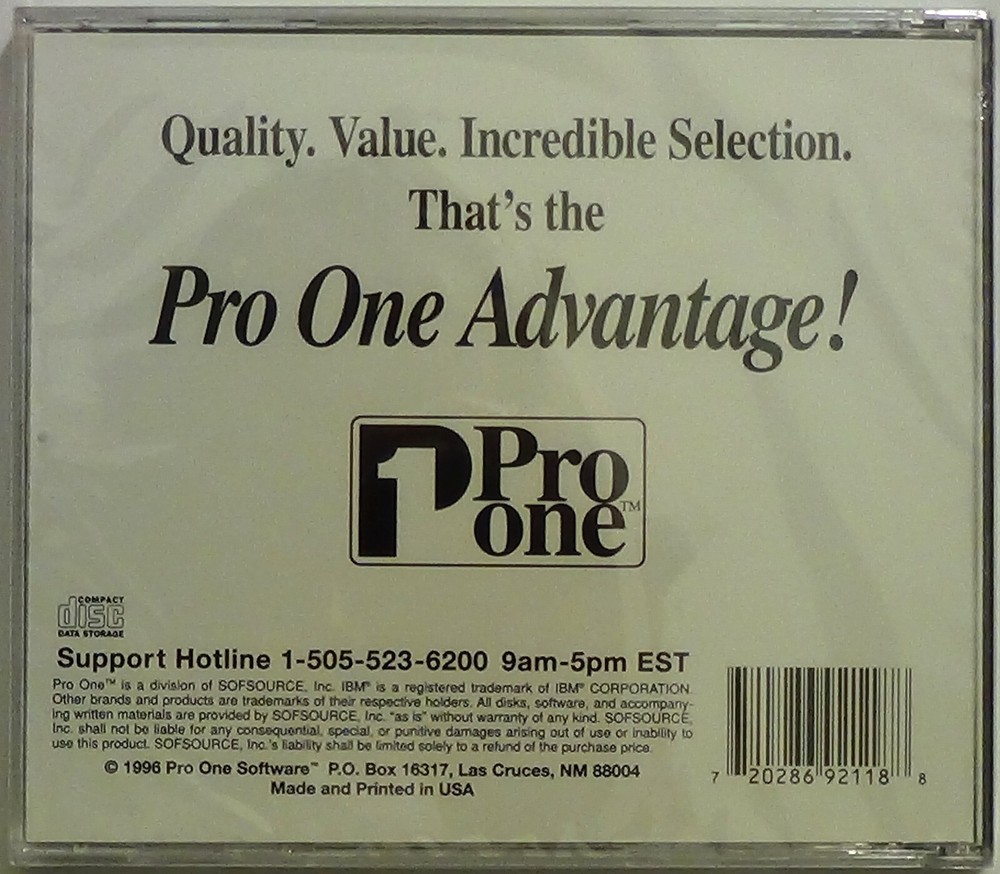 Quality. Value. Incredible Selection.
That's the
Pro One Advantage!
1 Pro
one™
COMPACT
disc
DATA STORAGE
Support Hotline 1-505-523-6200 9am-5pm EST
Pro One™ is a division of SOFSOURCE, Inc. IBM® is a registered trademark of IBM® CORPORATION.
Other brands and products are trademarks of their respective holders. All disks, software, and accompany-
ing written materials are provided by SOFSOURCE, Inc. "as is" without warranty of any kind. SOFSOURCE,
Inc. shall not be liable for any consequential, special, or punitive damages arising out of use or inability to
use this product. SOFSOURCE, Inc.'s liability shall be limited solely to a refund of the purchase price.
© 1996 Pro One Software™ P.O. Box 16317, Las Cruces, NM 88004
Made and Printed in USA
7 20286 92118 8